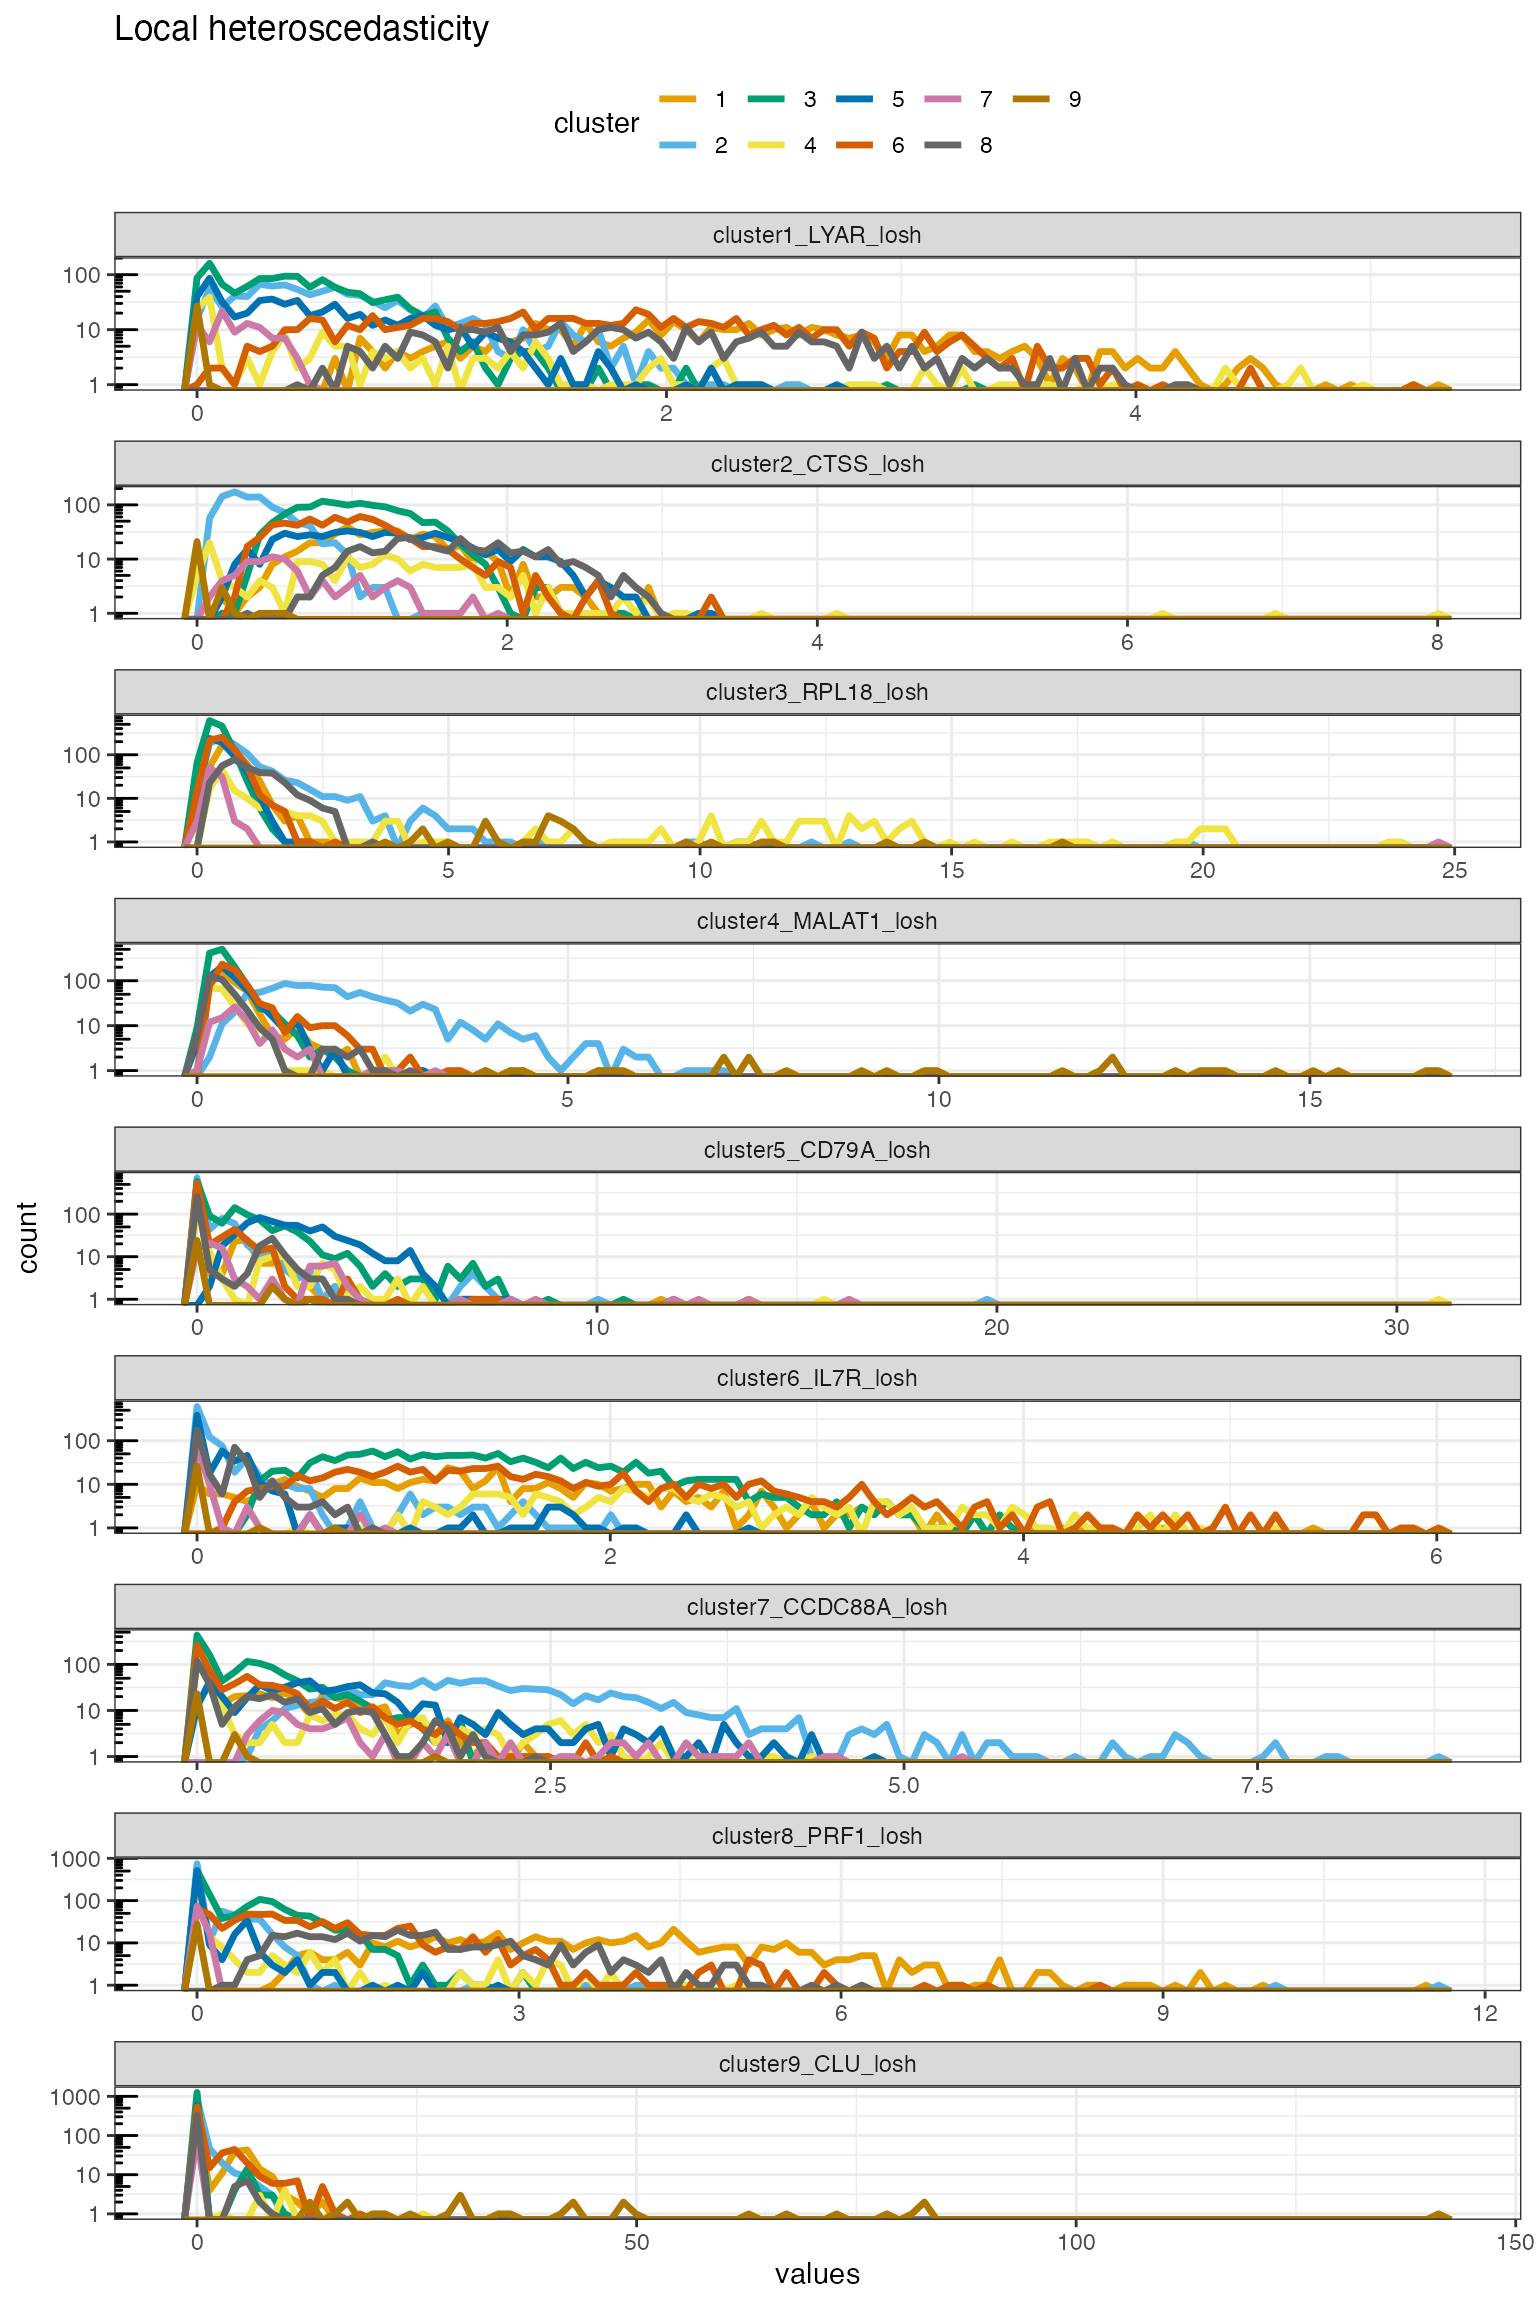 Local heteroscedasticity
cluster 1 3 5 7 9
2 4 6 8
cluster1_LYAR_losh
100
10
1
0 2 4
cluster2_CTSS_losh
100
10
1
0 2 4 6 8
cluster3_RPL18_losh
100
10
1
0 5 10 15 20 25
cluster4_MALAT1_losh
100
10
1
0 5 10 15
cluster5_CD79A_losh
100
10
1
0 10 20 30
count
cluster6_IL7R_losh
100
10
1
0 2 4 6
cluster7_CCDC88A_losh
100
10
1
0.0 2.5 5.0 7.5
cluster8_PRF1_losh
1000
100
10
1
0 3 6 9 12
cluster9_CLU_losh
1000
100
10
1
0 50 100 150
values